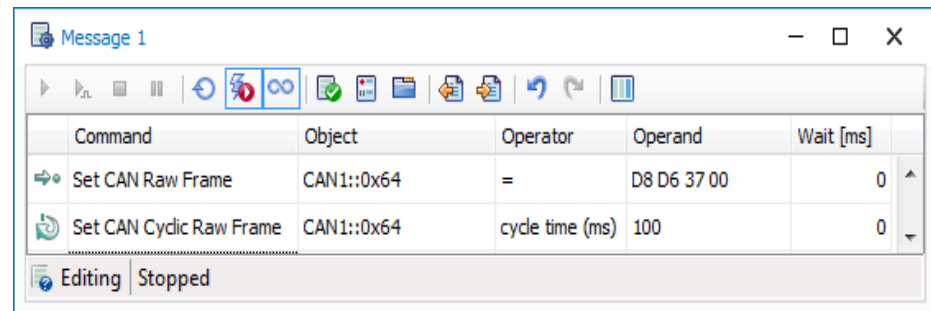 Message 1
Command Object Operator Operand Wait [ms]
Set CAN Raw Frame CAN1::0x64 = D8 D6 37 00 0
Set CAN Cyclic Raw Frame CAN1::0x64 cycle time (ms) 100 0
Editing Stopped